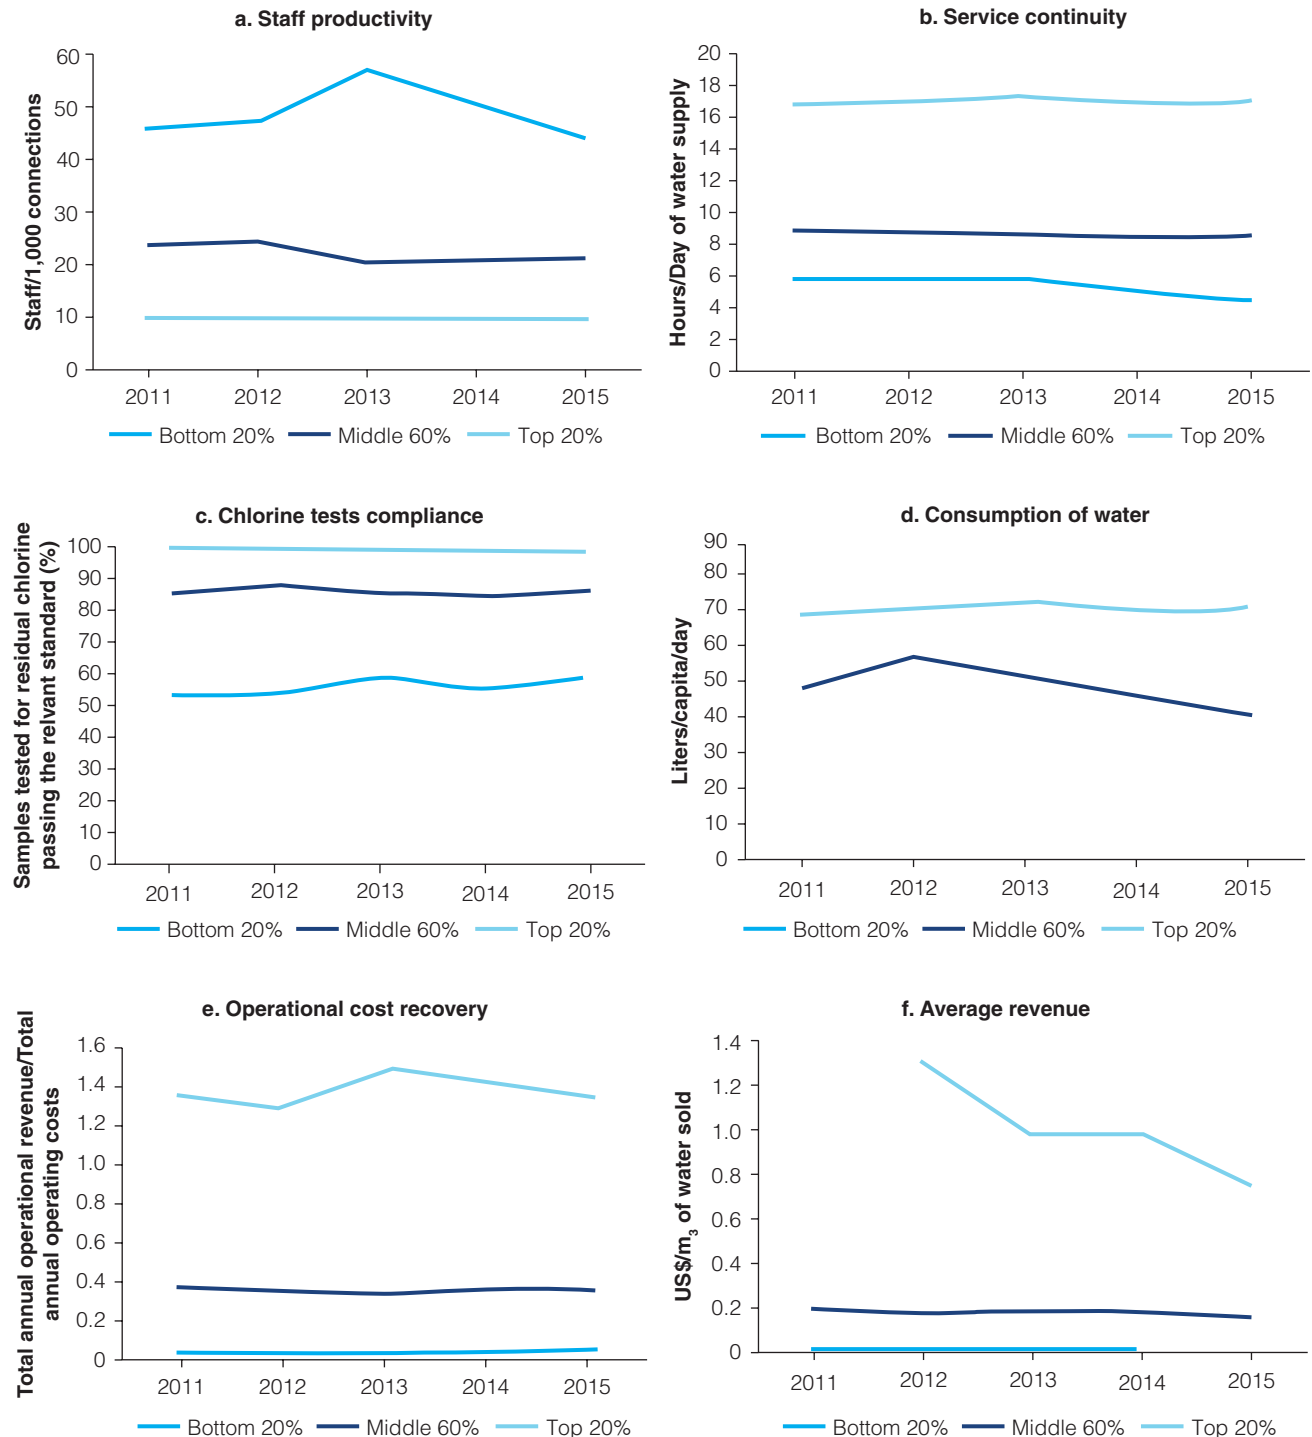 a. Staff productivity
Staff/1,000 connections
60
50
40
30
20
10
0
2011 2012 2013 2014 2015
Bottom 20% Middle 60% Top 20%
b. Service continuity
Hours/Day of water supply
20
18
16
14
12
10
8
6
4
2
0
2011 2012 2013 2014 2015
Bottom 20% Middle 60% Top 20%
c. Chlorine tests compliance
Samples tested for residual chlorine
passing the relvant standard (%)
100
90
80
70
60
50
40
30
20
10
0
2011 2012 2013 2014 2015
Bottom 20% Middle 60% Top 20%
d. Consumption of water
Liters/capita/day
90
80
70
60
50
40
30
20
10
0
2011 2012 2013 2014 2015
Bottom 20% Middle 60% Top 20%
e. Operational cost recovery
Total annual operational revenue/Total
annual operating costs
1.6
1.4
1.2
1.0
0.8
0.6
0.4
0.2
0
2011 2012 2013 2014 2015
Bottom 20% Middle 60% Top 20%
f. Average revenue
US$/m₃ of water sold
1.4
1.2
1.0
0.8
0.6
0.4
0.2
0
2011 2012 2013 2014 2015
Bottom 20% Middle 60% Top 20%